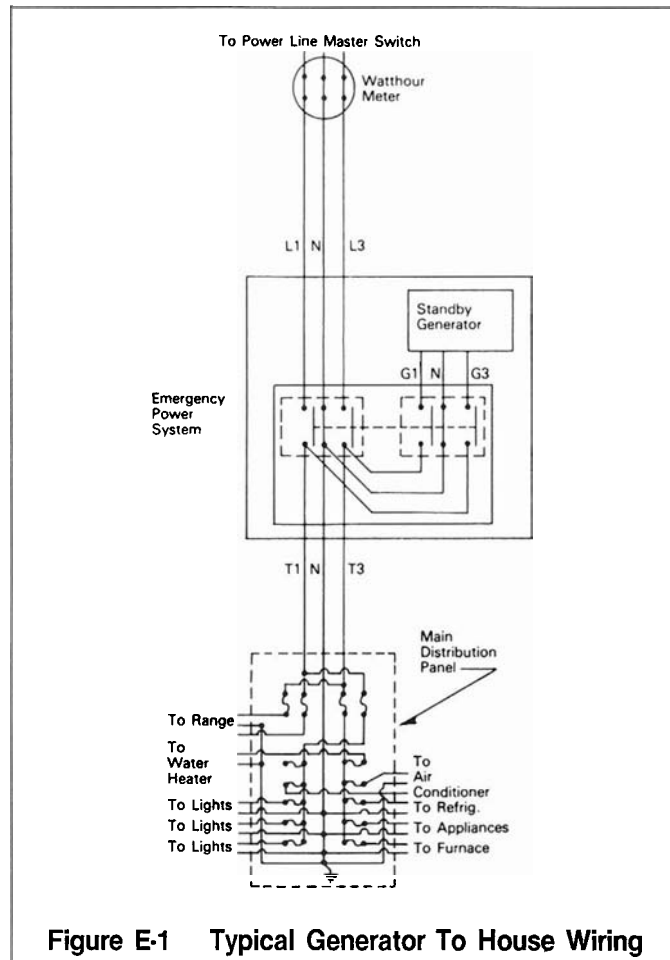 To Power Line Master Switch
Watthour
Meter
L1 N L3
Standby
Generator
G1 N G3
Emergency
Power
System
T1 N T3
Main
Distribution
Panel
To Range
To
Water
Heater
To
Air
Conditioner
To Lights
To Refrig.
To Lights
To Appliances
To Lights
To Furnace
Figure E-1 Typical Generator To House Wiring